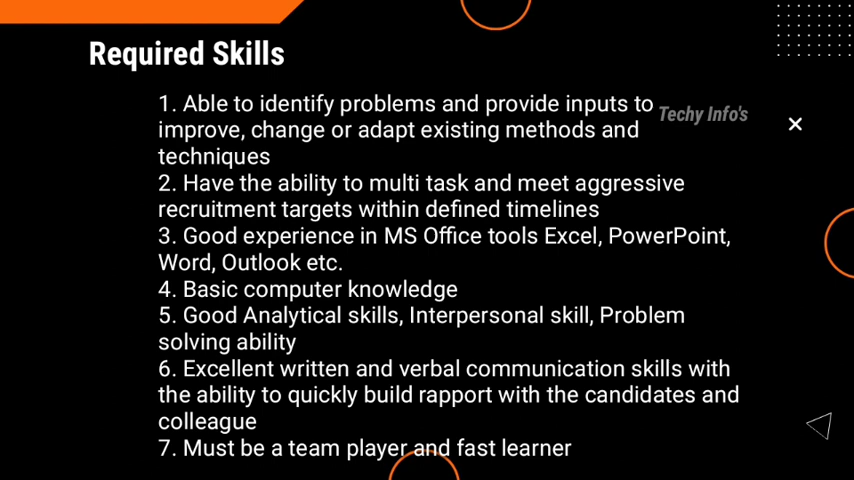 Required Skills
1. Able to identify problems and provide inputs to
Techy Info's
improve, change or adapt existing methods and
techniques
2. Have the ability to multi task and meet aggressive
recruitment targets within defined timelines
3. Good experience in MS Office tools Excel, PowerPoint,
Word, Outlook etc.
4. Basic computer knowledge
5. Good Analytical skills, Interpersonal skill, Problem
solving ability
6. Excellent written and verbal communication skills with
the ability to quickly build rapport with the candidates and
colleague
7. Must be a team player and fast learner